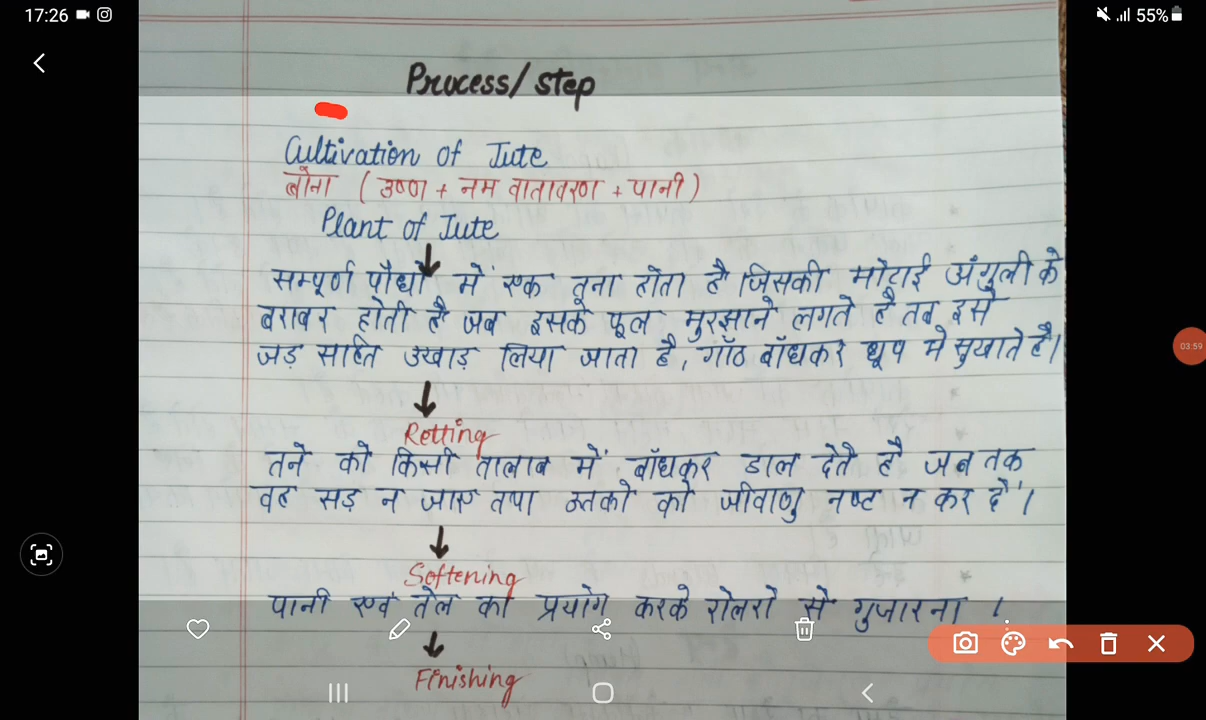 17:26
55%
Process/ step
Cultivation of Jute
बोना (उष्ण + नम वातावरण + पानी)
Plant of Jute
सम्पूर्ण पौधों में एक तना होता है जिसकी मोटाई अंगुली के
बराबर होती है जब इसके फूल मुरझाने लगते है तब इसे
जड़ सहित उखाड़ लिया जाता है, गाँठ बाँधकर धूप मे सुखाते है।
Retting
तने को किसी तालाब में बाँधकर डाल देते है जब तक
वह सड़ न जाए तथा ऊतको को जीवाणु नष्ट न कर दें।
Softening
पानी एवं तेल का प्रयोग करके रोलरो से गुजारना ।
Finishing
03:59